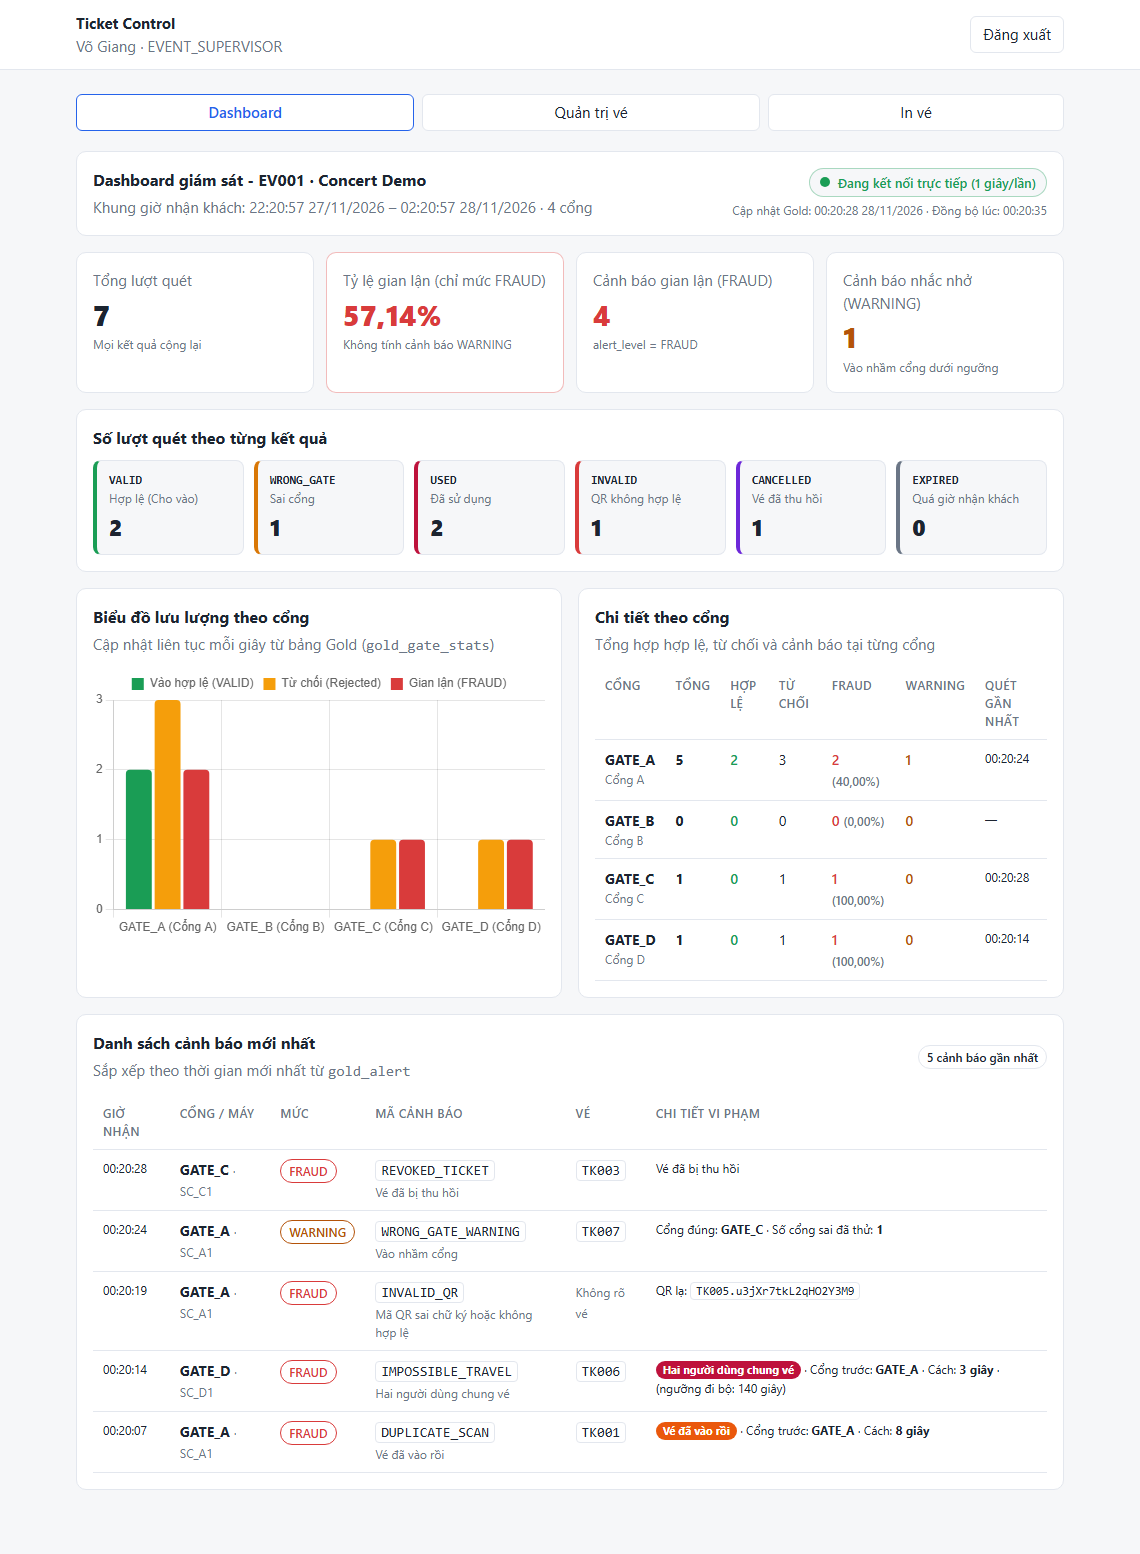 Ticket Control
Võ Giang · EVENT_SUPERVISOR
Đăng xuất
Dashboard
Quản trị vé
In vé
Dashboard giám sát - EV001 · Concert Demo
Khung giờ nhận khách: 22:20:57 27/11/2026 – 02:20:57 28/11/2026 · 4 cổng
Đang kết nối trực tiếp (1 giây/lần)
Cập nhật Gold: 00:20:28 28/11/2026 · Đồng bộ lúc: 00:20:35
Tổng lượt quét
7
Mọi kết quả cộng lại
Tỷ lệ gian lận (chỉ mức FRAUD)
57,14%
Không tính cảnh báo WARNING
Cảnh báo gian lận (FRAUD)
4
alert_level = FRAUD
Cảnh báo nhắc nhở
(WARNING)
1
Vào nhầm cổng dưới ngưỡng
Số lượt quét theo từng kết quả
VALID
Hợp lệ (Cho vào)
2
WRONG_GATE
Sai cổng
1
USED
Đã sử dụng
2
INVALID
QR không hợp lệ
1
CANCELLED
Vé đã thu hồi
1
EXPIRED
Quá giờ nhận khách
0
Biểu đồ lưu lượng theo cổng
Cập nhật liên tục mỗi giây từ bảng Gold (gold_gate_stats)
Vào hợp lệ (VALID) Từ chối (Rejected) Gian lận (FRAUD)
3
2
1
0
GATE_A (Cổng A) GATE_B (Cổng B) GATE_C (Cổng C) GATE_D (Cổng D)
Chi tiết theo cổng
Tổng hợp hợp lệ, từ chối và cảnh báo tại từng cổng
CỔNG TỔNG HỢP LỆ TỪ CHỐI FRAUD WARNING QUÉT GẦN NHẤT
GATE_A 5 2 3 2 1 00:20:24
Cổng A (40,00%)
GATE_B 0 0 0 0 (0,00%) 0 —
Cổng B
GATE_C 1 0 1 1 0 00:20:28
Cổng C (100,00%)
GATE_D 1 0 1 1 0 00:20:14
Cổng D (100,00%)
Danh sách cảnh báo mới nhất
Sắp xếp theo thời gian mới nhất từ gold_alert
5 cảnh báo gần nhất
GIỜ NHẬN CỔNG / MÁY MỨC MÃ CẢNH BÁO VÉ CHI TIẾT VI PHẠM
00:20:28 GATE_C · FRAUD REVOKED_TICKET TK003 Vé đã bị thu hồi
SC_C1 Vé đã bị thu hồi
00:20:24 GATE_A · WARNING WRONG_GATE_WARNING TK007 Cổng đúng: GATE_C · Số cổng sai đã thử: 1
SC_A1 Vào nhầm cổng
00:20:19 GATE_A · FRAUD INVALID_QR Không rõ vé QR lạ: TK005.u3jXr7tkL2qHO2Y3M9
SC_A1 Mã QR sai chữ ký hoặc không
hợp lệ
00:20:14 GATE_D · FRAUD IMPOSSIBLE_TRAVEL TK006 Hai người dùng chung vé · Cổng trước: GATE_A · Cách: 3 giây ·
SC_D1 Hai người dùng chung vé (ngưỡng đi bộ: 140 giây)
00:20:07 GATE_A · FRAUD DUPLICATE_SCAN TK001 Vé đã vào rồi · Cổng trước: GATE_A · Cách: 8 giây
SC_A1 Vé đã vào rồi